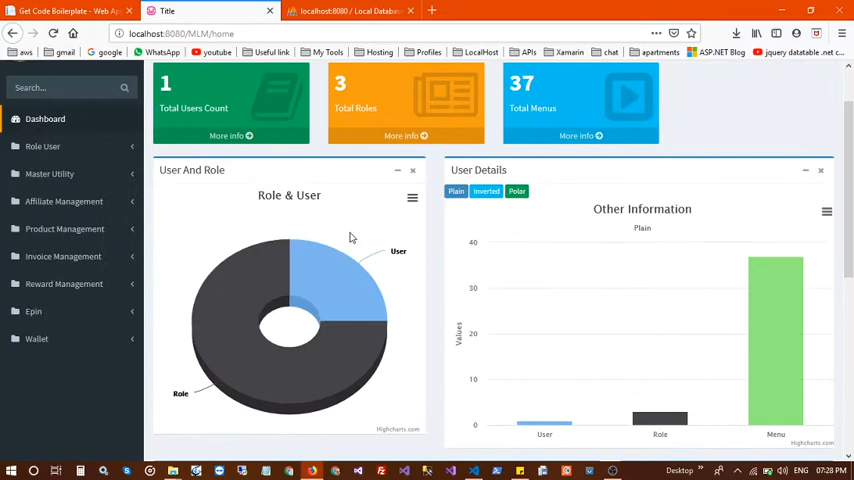 Get Code Boilerplate - Web Ap
Title
localhost:8080 / Local Databas
localhost:8080/MLM/home
aws
gmail
google
WhatsApp
youtube
Useful link
My Tools
Hosting
Profiles
LocalHost
APIs
Xamarin
chat
apartments
ASP.NET Blog
jquery datatable .net c...
Search...
Dashboard
Role User
Master Utility
Affiliate Management
Product Management
Invoice Management
Reward Management
Epin
Wallet
1
Total Users Count
More info
3
Total Roles
More info
37
Total Menus
More info
User And Role
Role & User
User
Role
Highcharts.com
User Details
Plain Inverted Polar
Other Information
Plain
Values
40
30
20
10
0
User Role Menu
Highcharts.com
Desktop
ENG
07:28 PM